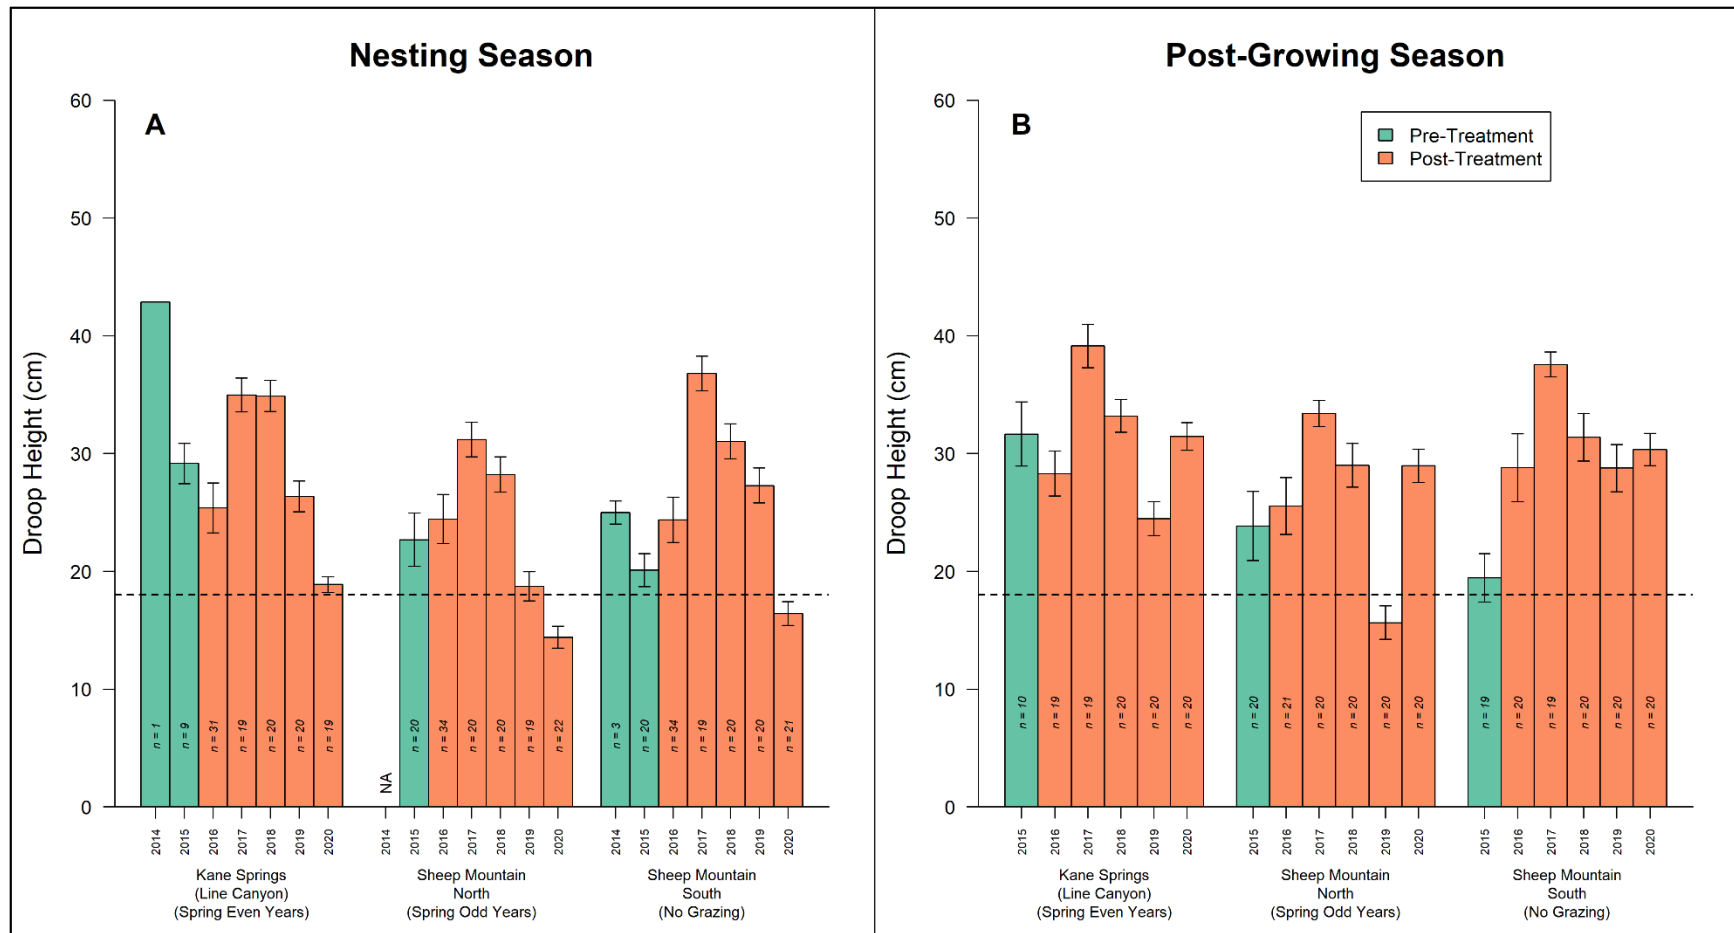 Nesting Season
A
Droop Height (cm)
60
50
40
30
20
10
0
n = 1
n = 9
n = 31
n = 19
n = 20
n = 20
n = 19
NA
n = 20
n = 34
n = 20
n = 20
n = 19
n = 22
n = 3
n = 20
n = 34
n = 19
n = 20
n = 20
n = 21
2014
2015
2016
2017
2018
2019
2020
2014
2015
2016
2017
2018
2019
2020
2014
2015
2016
2017
2018
2019
2020
Kane Springs
(Line Canyon)
(Spring Even Years)
Sheep Mountain
North
(Spring Odd Years)
Sheep Mountain
South
(No Grazing)
Post-Growing Season
B
Pre-Treatment
Post-Treatment
Droop Height (cm)
60
50
40
30
20
10
0
n = 10
n = 19
n = 19
n = 20
n = 20
n = 20
n = 20
n = 21
n = 20
n = 20
n = 20
n = 20
n = 19
n = 20
n = 19
n = 20
n = 20
n = 20
2015
2016
2017
2018
2019
2020
2015
2016
2017
2018
2019
2020
2015
2016
2017
2018
2019
2020
Kane Springs
(Line Canyon)
(Spring Even Years)
Sheep Mountain
North
(Spring Odd Years)
Sheep Mountain
South
(No Grazing)